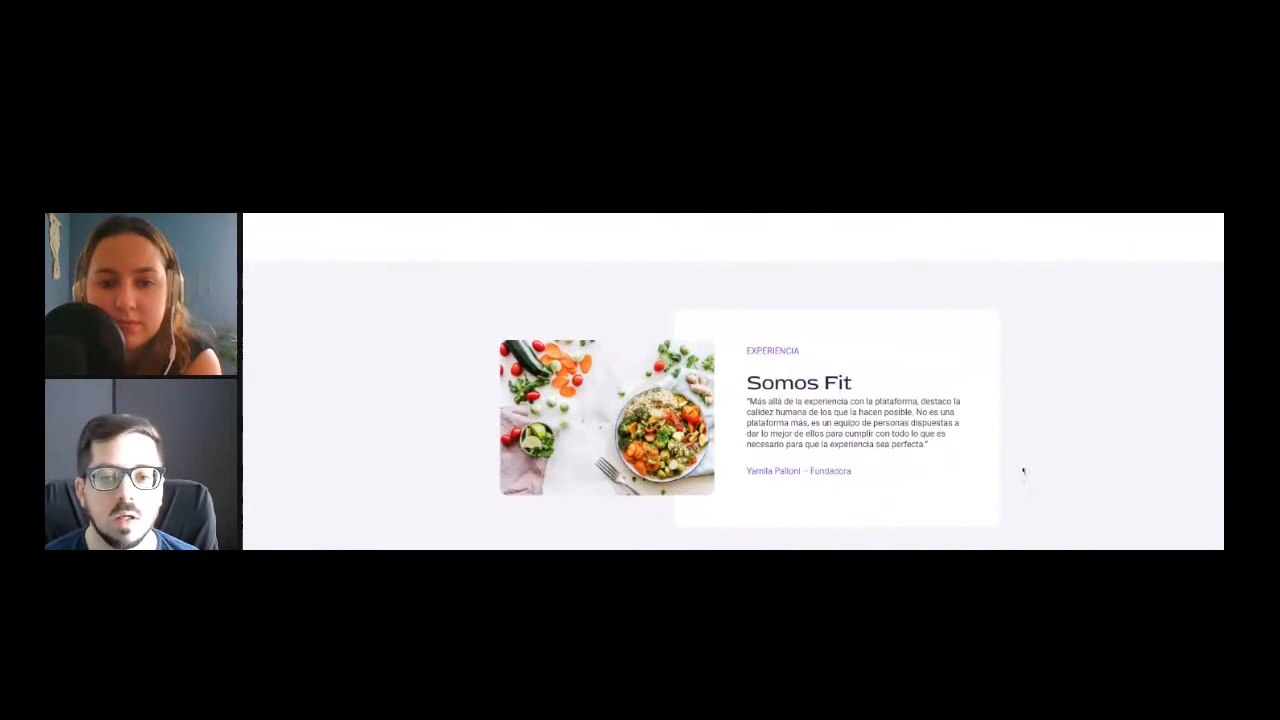 EXPERIENCIA
Somos Fit
"Más allá de la experiencia con la plataforma, destaco la
calidez humana de los que la hacen posible. No es una
plataforma más, es un equipo de personas dispuestas a
dar lo mejor de ellos para cumplir con todo lo que es
necesario para que la experiencia sea perfecta."
Yamila Palloni – Fundadora